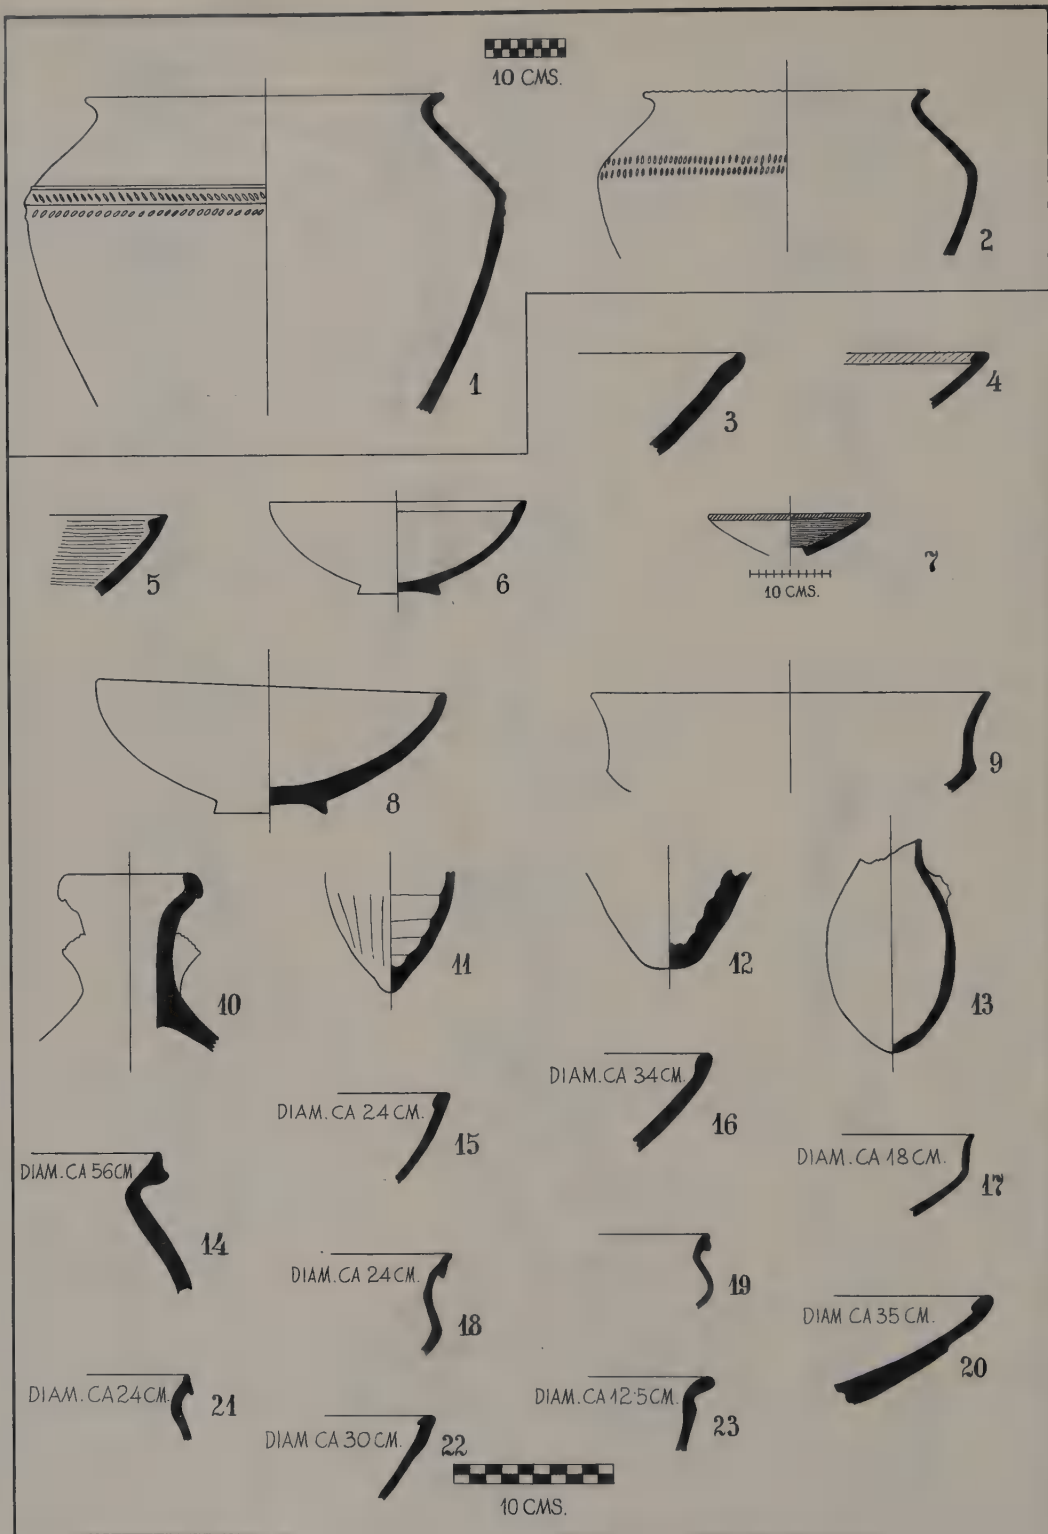 10 CMS.
1
2
3
4
5
6
7
10 CMS.
8
9
10
11
12
13
DIAM. CA 24 CM.
15
DIAM. CA 34 CM.
16
DIAM. CA 56 CM
14
DIAM. CA 18 CM.
17
DIAM. CA 24 CM.
18
19
DIAM CA 35 CM.
20
DIAM. CA 24 CM.
21
DIAM CA 30 CM.
22
DIAM. CA 12·5 CM.
23
10 CMS.